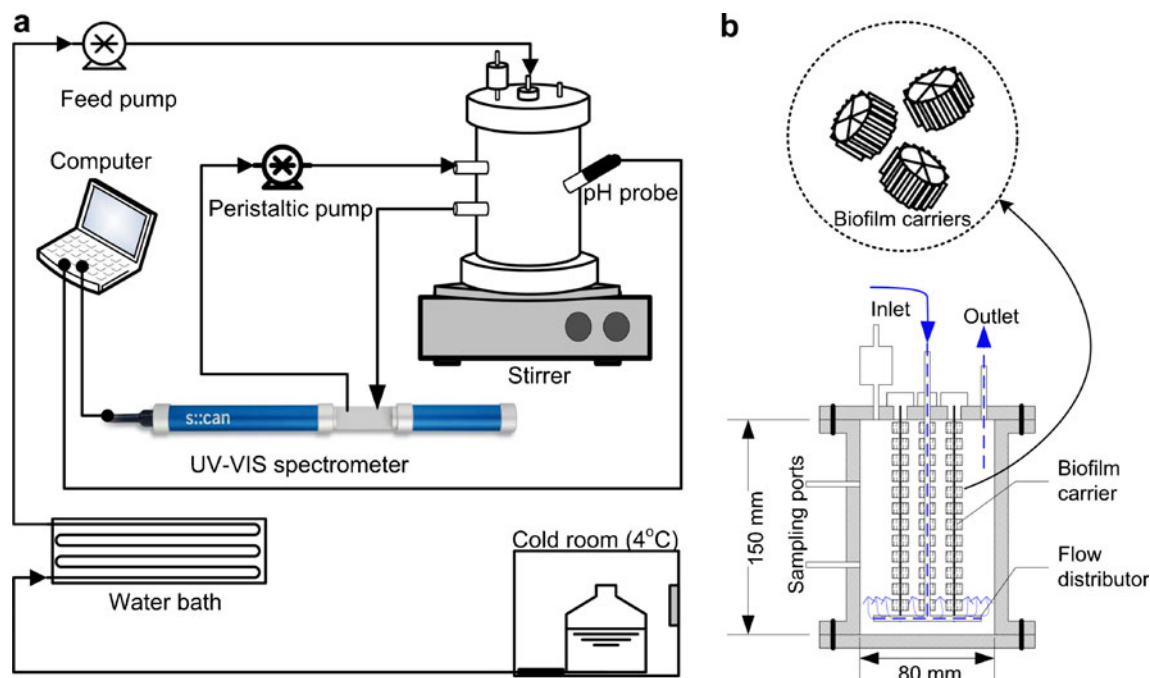 a
Feed pump
Computer
Peristaltic pump
pH probe
Stirrer
s::can
UV-VIS spectrometer
Water bath
Cold room (4°C)
b
Biofilm carriers
Inlet
Outlet
Sampling ports
150 mm
Biofilm
carrier
Flow
distributor
80 mm